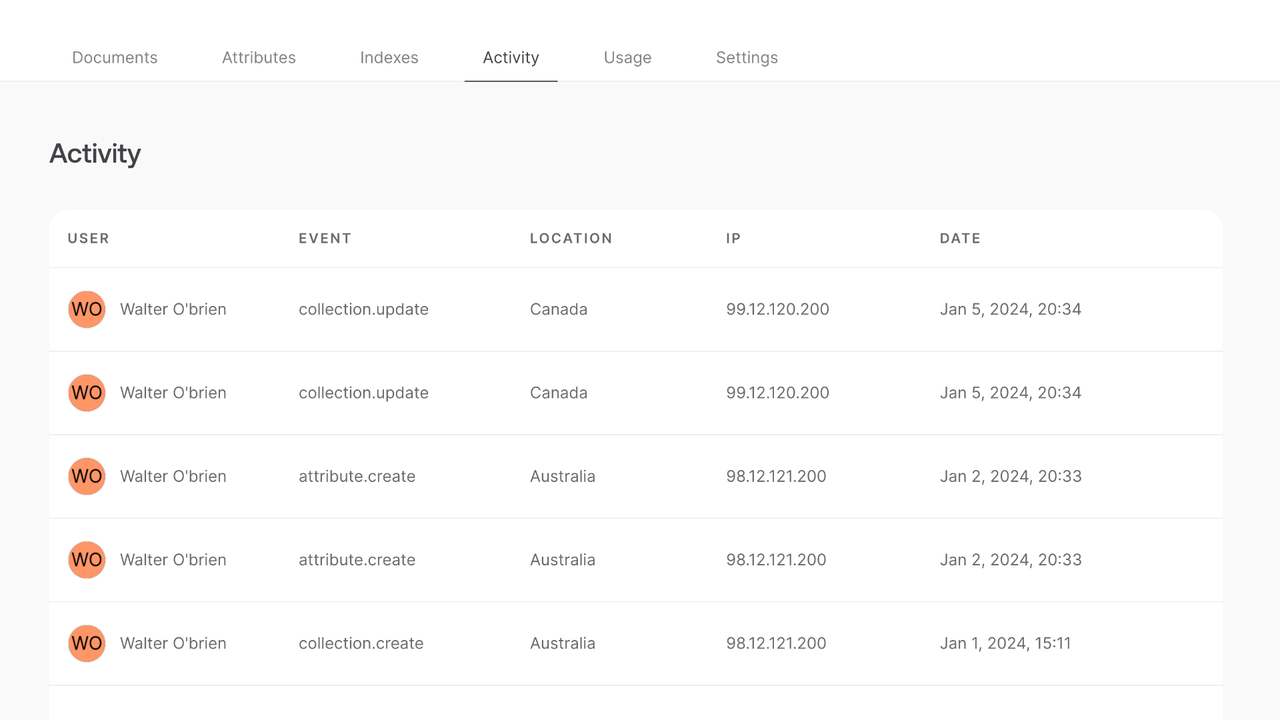 Documents Attributes Indexes Activity Usage Settings
Activity
USER EVENT LOCATION IP DATE
WO Walter O'brien collection.update Canada 99.12.120.200 Jan 5, 2024, 20:34
WO Walter O'brien collection.update Canada 99.12.120.200 Jan 5, 2024, 20:34
WO Walter O'brien attribute.create Australia 98.12.121.200 Jan 2, 2024, 20:33
WO Walter O'brien attribute.create Australia 98.12.121.200 Jan 2, 2024, 20:33
WO Walter O'brien collection.create Australia 98.12.121.200 Jan 1, 2024, 15:11